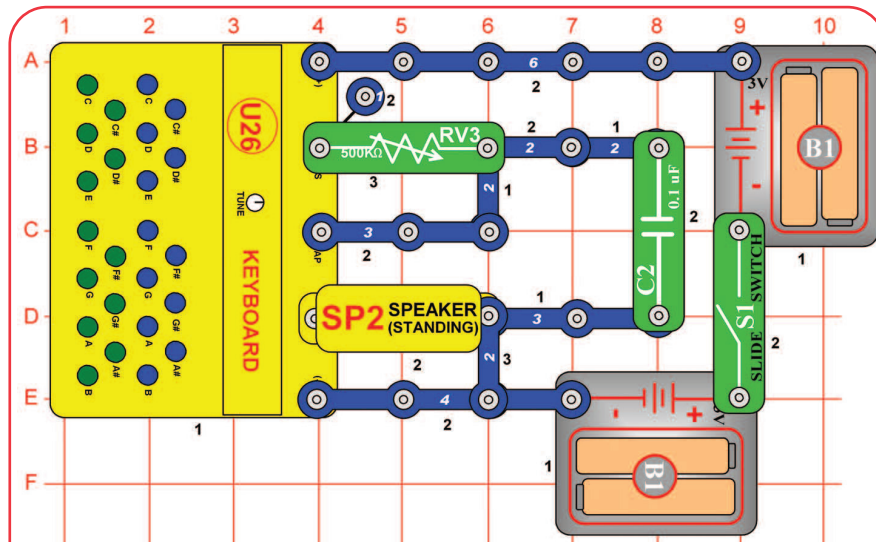 1 2 3 4 5 6 7 8 9 10
A
B
C
D
E
F
6
2
1
2
3V
+
-
B1
1
U26
TUNE
KEYBOARD
C
C#
D
D#
E
F
F#
G
G#
A
A#
B
C
C#
D
D#
E
F
F#
G
G#
A
A#
B
1
RV3
500KΩ
3
2
2
1
2
2
1
3
2
AP
S
0.1 uF
C2
2
SP2 SPEAKER
(STANDING)
2
1
3
2
3
4
2
S1
SLIDE SWITCH
2
-
+
B1
1